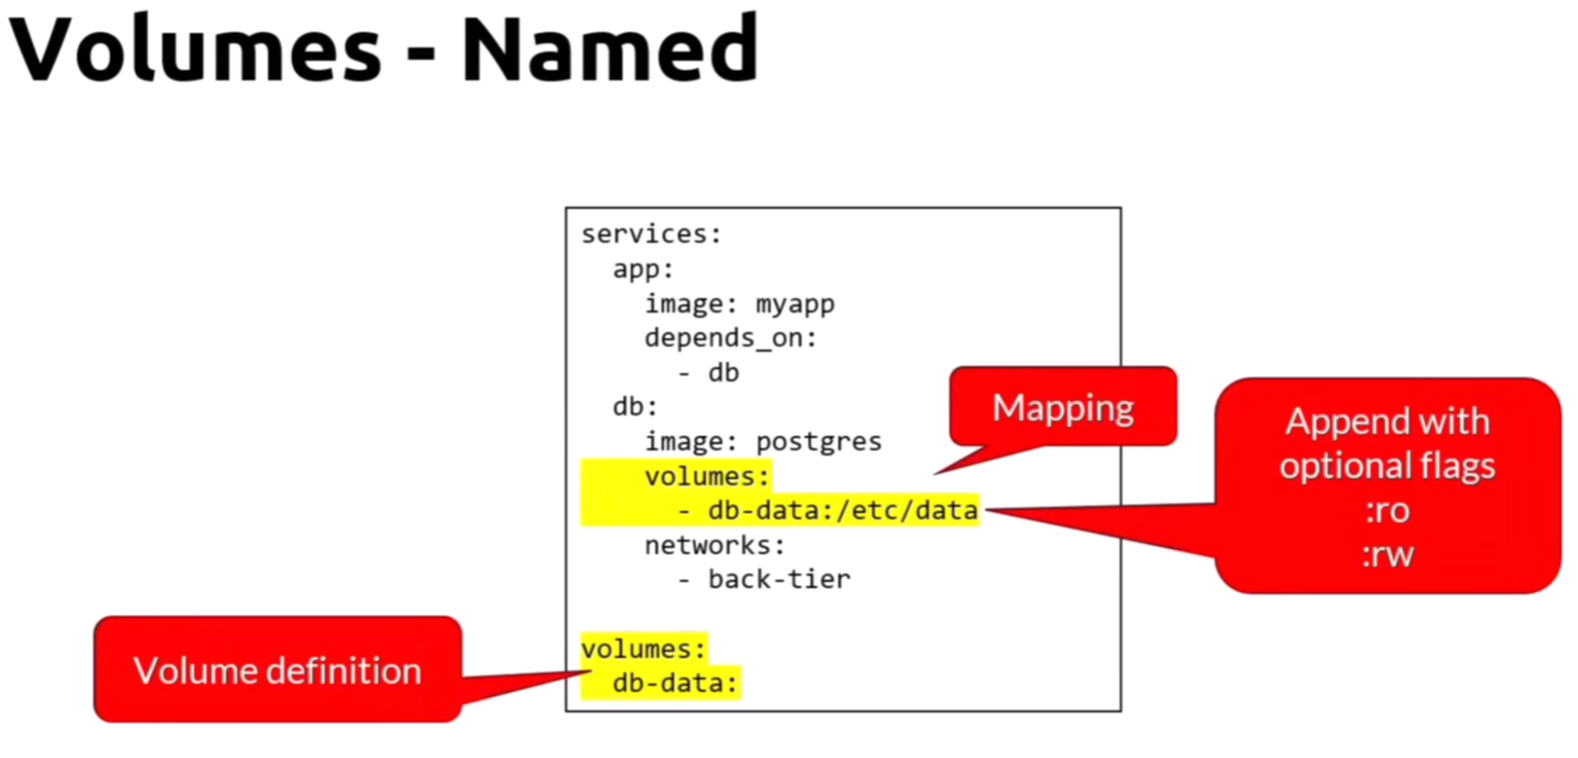 Volumes - Named
services:
  app:
    image: myapp
    depends_on:
      - db
  db:
    image: postgres
    volumes:
      - db-data:/etc/data
    networks:
      - back-tier

volumes:
  db-data:
Mapping
Append with
optional flags
:ro
:rw
Volume definition